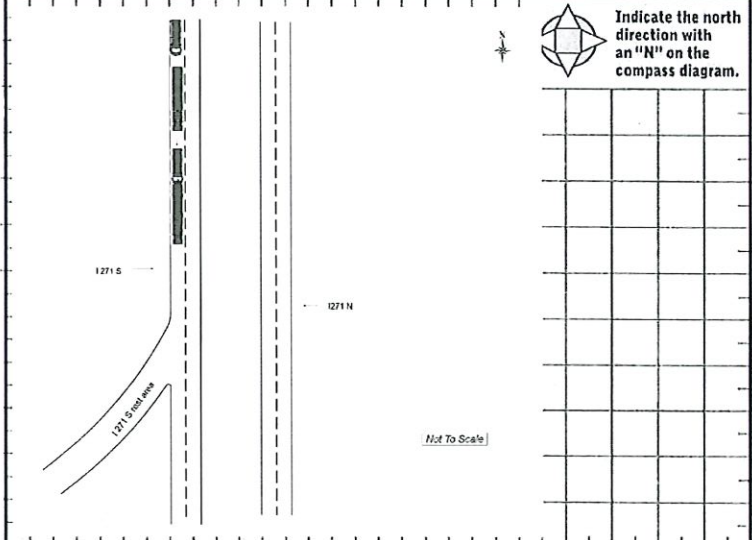 Indicate the north
direction with
an "N" on the
compass diagram.
N
I 271 S
I 271 N
I 271 S rest area
Not To Scale